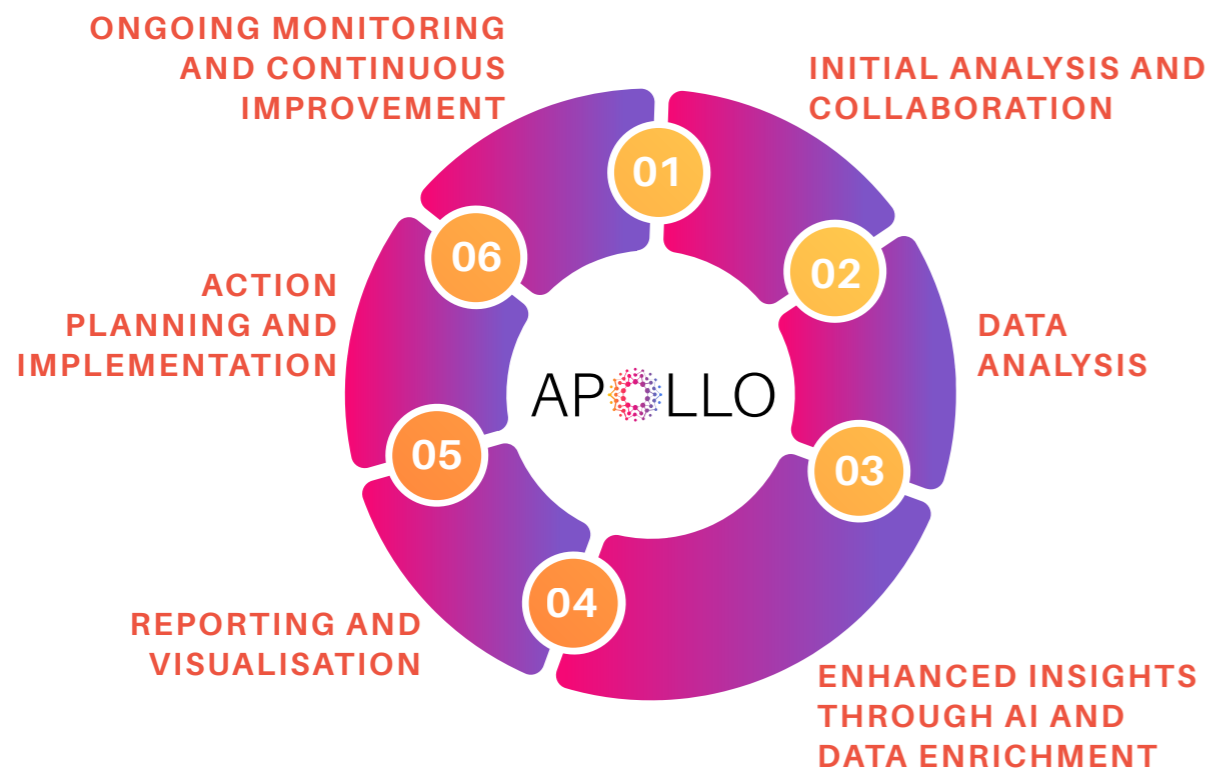 01
INITIAL ANALYSIS AND
COLLABORATION
02
DATA
ANALYSIS
03
ENHANCED INSIGHTS
THROUGH AI AND
DATA ENRICHMENT
04
REPORTING AND
VISUALISATION
05
ACTION
PLANNING AND
IMPLEMENTATION
06
ONGOING MONITORING
AND CONTINUOUS
IMPROVEMENT
APOLLO